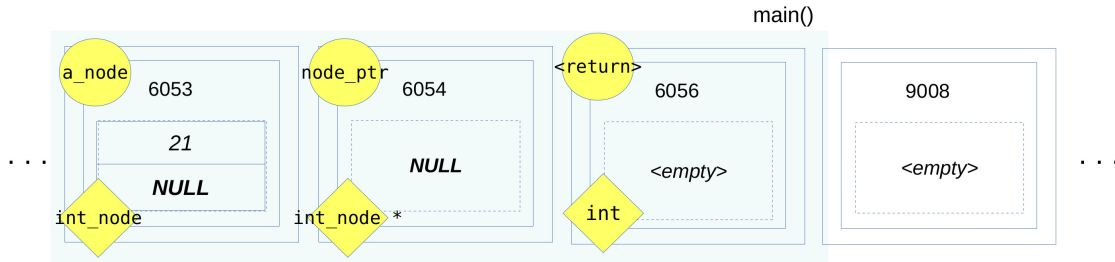 main()
a_node
6053
21
NULL
int_node
node_ptr
6054
NULL
int_node *
<return>
6056
<empty>
int
9008
<empty>
...
...